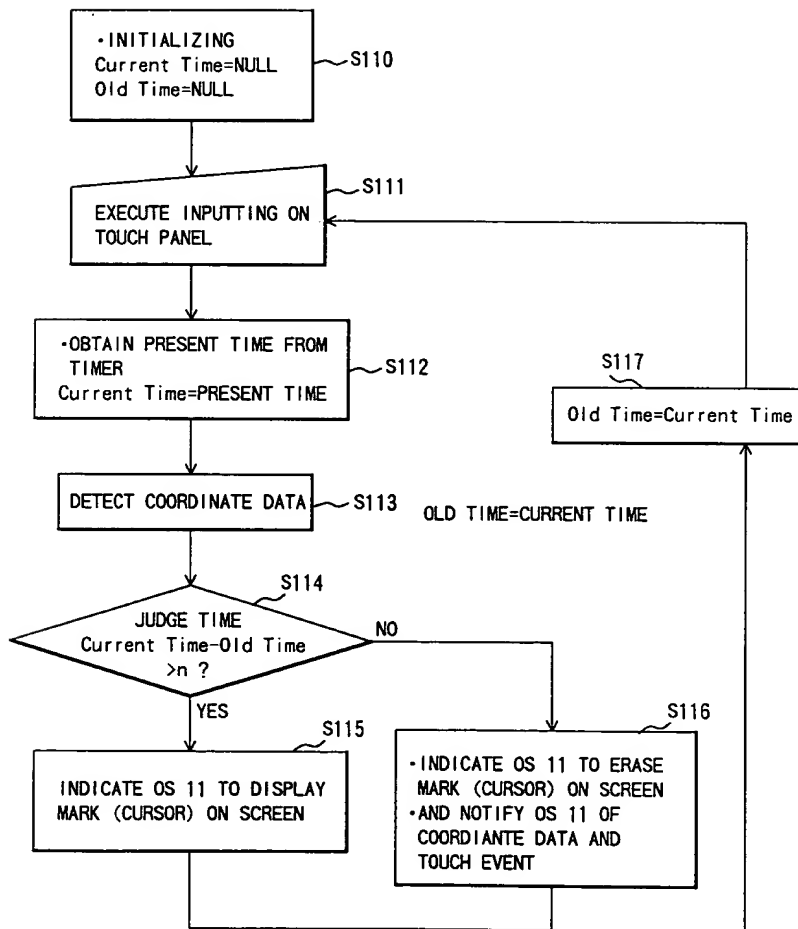 ・INITIALIZING
Current Time=NULL
Old Time=NULL
S110
S111
EXECUTE INPUTTING ON
TOUCH PANEL
・OBTAIN PRESENT TIME FROM
TIMER
Current Time=PRESENT TIME
S112
S117
Old Time=Current Time
DETECT COORDINATE DATA
S113
OLD TIME=CURRENT TIME
S114
JUDGE TIME
Current Time-Old Time
>n ?
NO
YES
S115
INDICATE OS 11 TO DISPLAY
MARK (CURSOR) ON SCREEN
S116
・INDICATE OS 11 TO ERASE
MARK (CURSOR) ON SCREEN
・AND NOTIFY OS 11 OF
COORDIANTE DATA AND
TOUCH EVENT